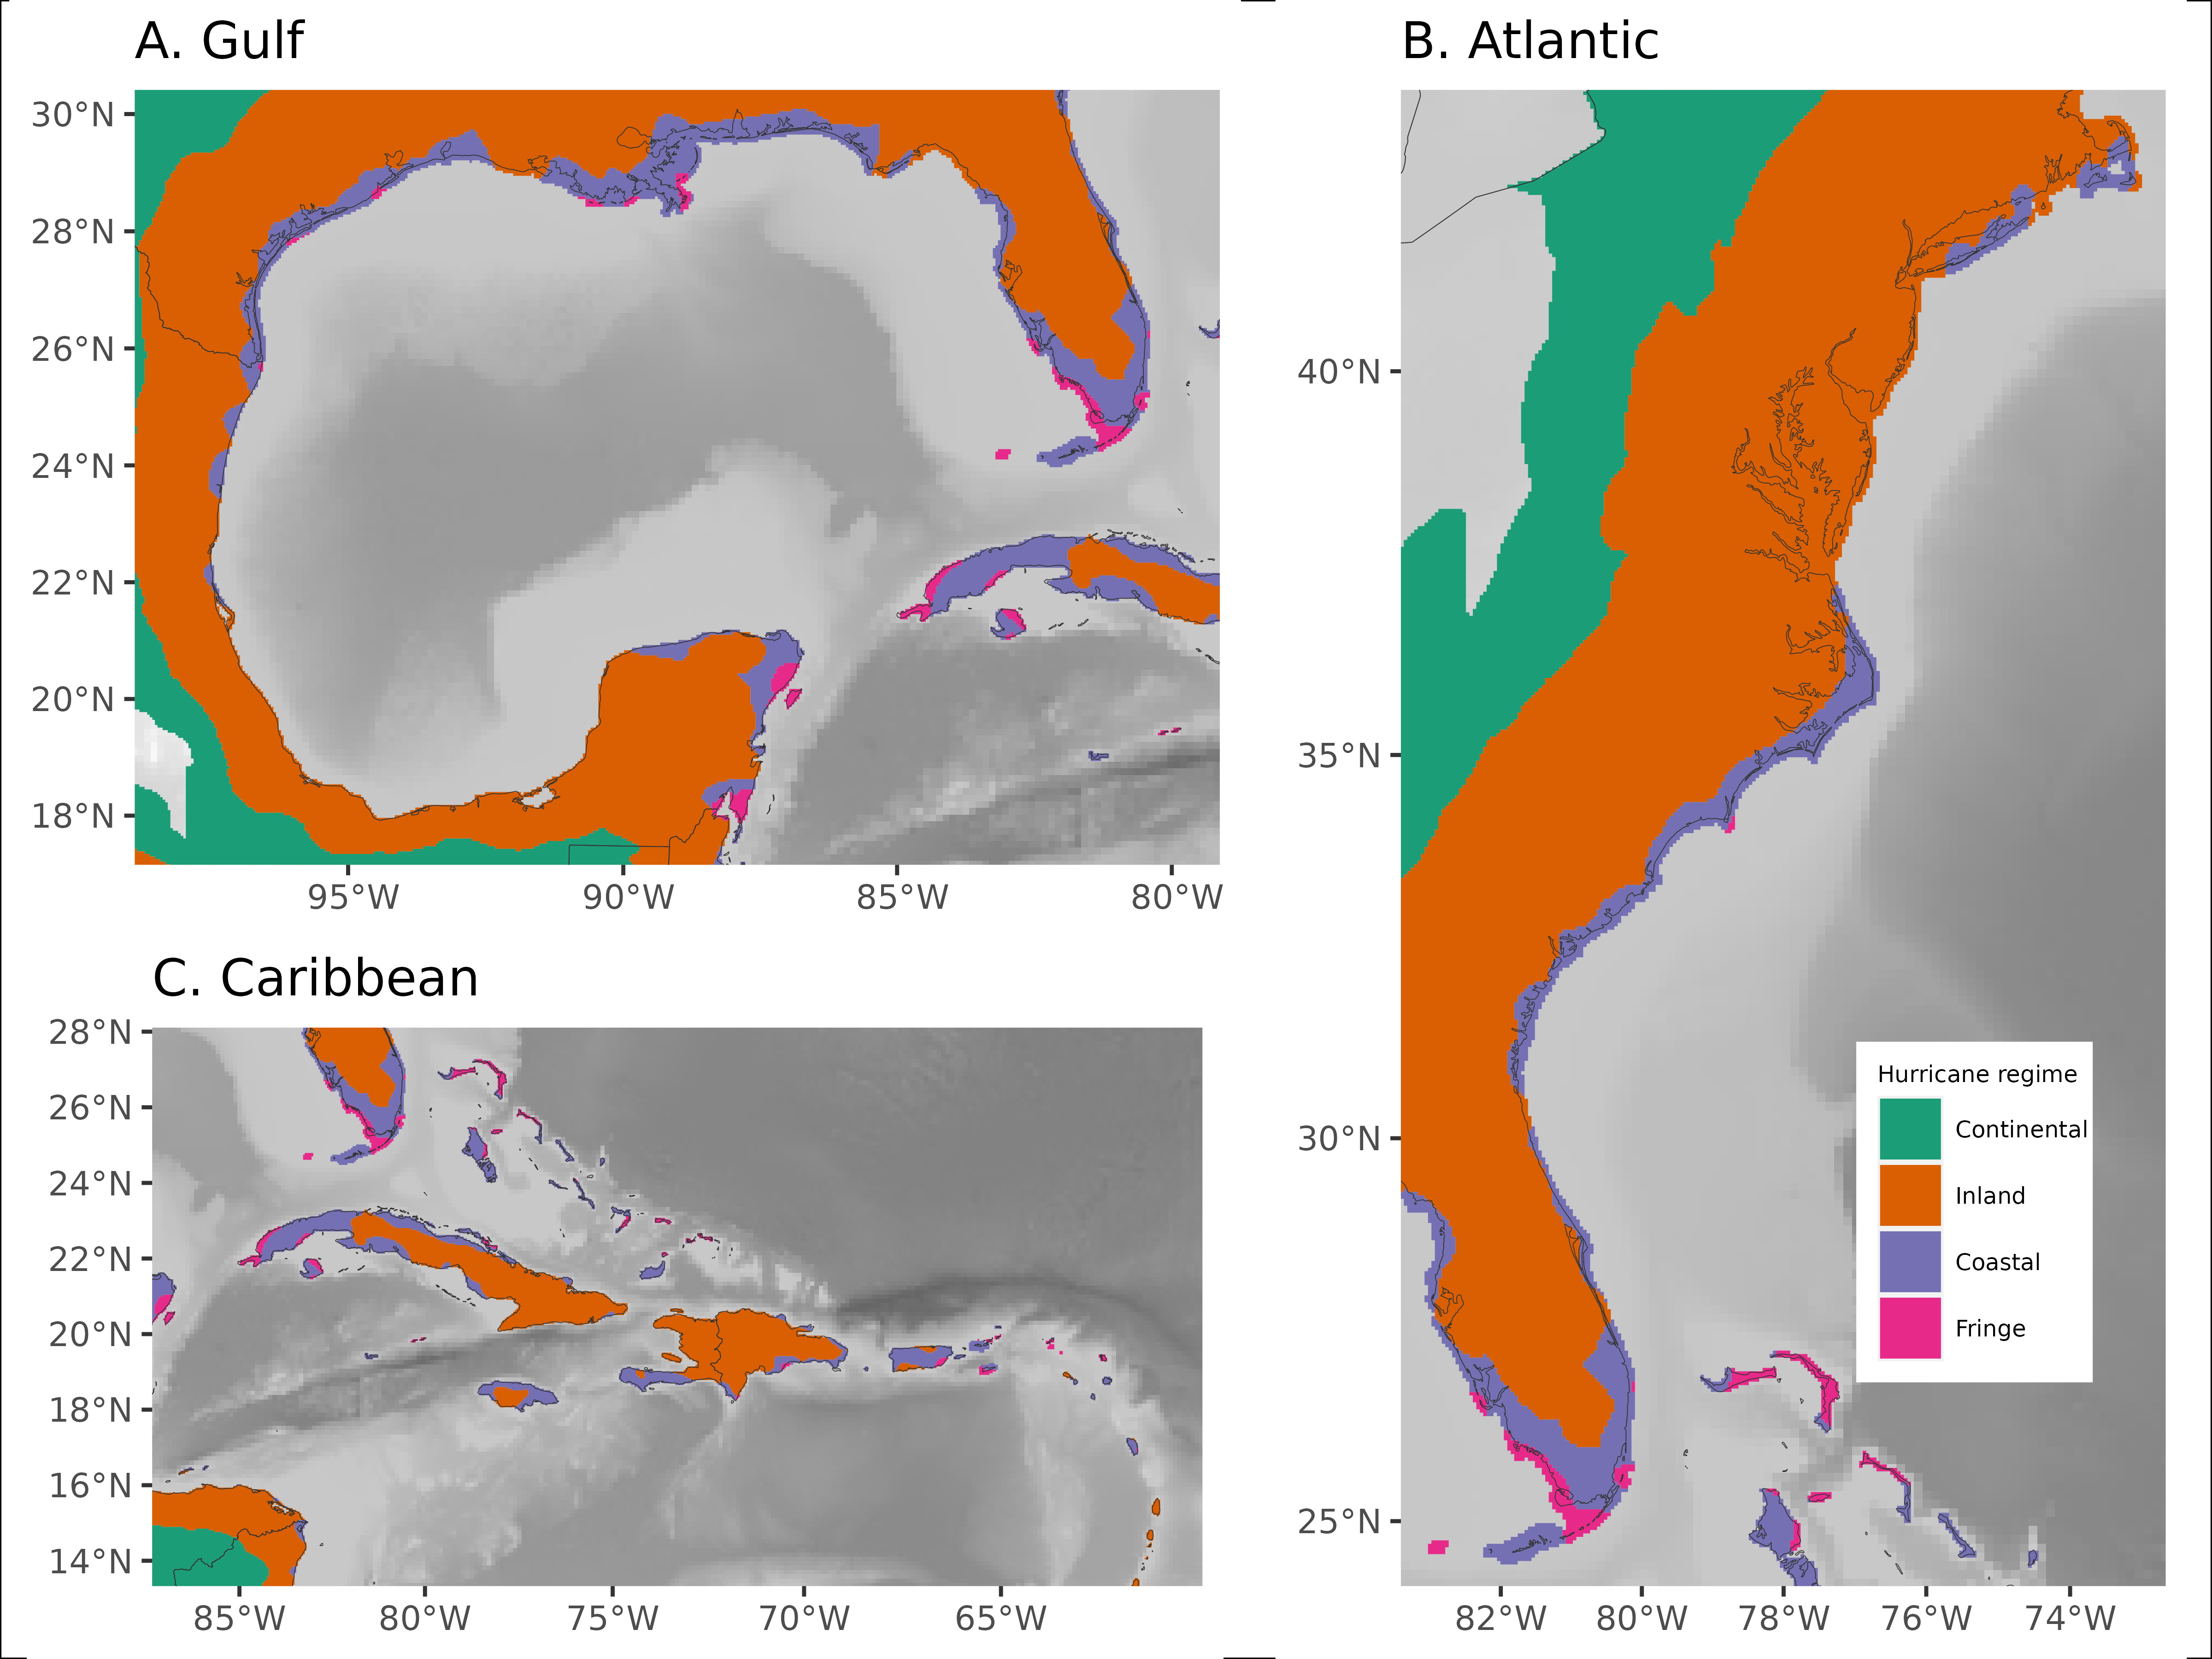 A. Gulf
30°N
28°N
26°N
24°N
22°N
20°N
18°N
95°W
90°W
85°W
80°W
B. Atlantic
40°N
35°N
30°N
25°N
82°W
80°W
78°W
76°W
74°W
Hurricane regime
Continental
Inland
Coastal
Fringe
C. Caribbean
28°N
26°N
24°N
22°N
20°N
18°N
16°N
14°N
85°W
80°W
75°W
70°W
65°W